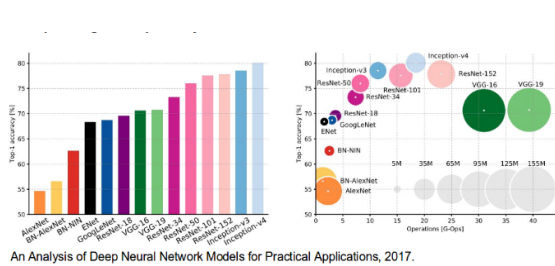 Top-1 accuracy [%]
80
75
70
65
60
55
50
AlexNet
BN-AlexNet
BN-NIN
ENet
GoogLeNet
ResNet-18
VGG-16
VGG-19
ResNet-34
ResNet-50
ResNet-101
ResNet-152
Inception-v3
Inception-v4
Top-1 accuracy [%]
80
75
70
65
60
55
50
Inception-v4
Inception-v3
ResNet-152
ResNet-50
ResNet-101
VGG-16
VGG-19
ResNet-34
ResNet-18
ENet
GoogLeNet
BN-NIN
5M
35M
65M
95M
125M
155M
BN-AlexNet
AlexNet
0
5
10
15
20
25
30
35
40
Operations [G-Ops]
An Analysis of Deep Neural Network Models for Practical Applications, 2017.